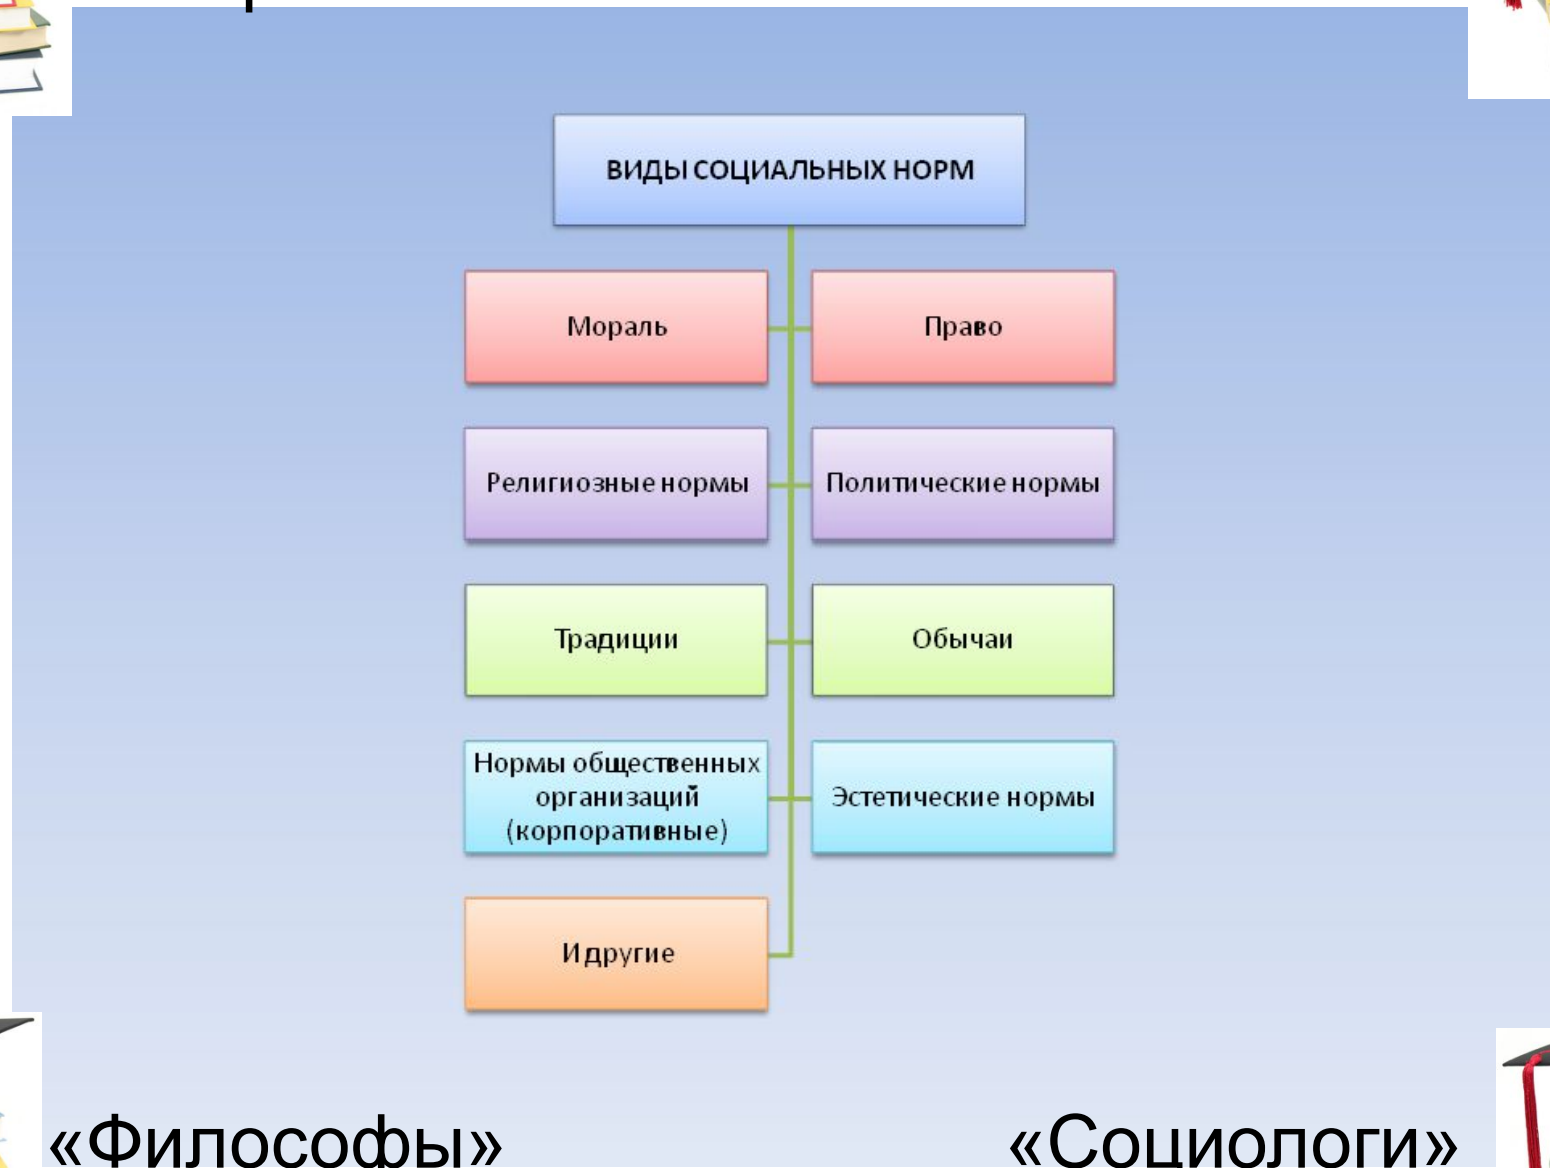 ВИДЫ СОЦИАЛЬНЫХ НОРМ
Мораль
Право
Религиозные нормы
Политические нормы
Традиции
Обычаи
Нормы общественных
организаций
(корпоративные)
Эстетические нормы
И другие
«Философы»
«Социологи»